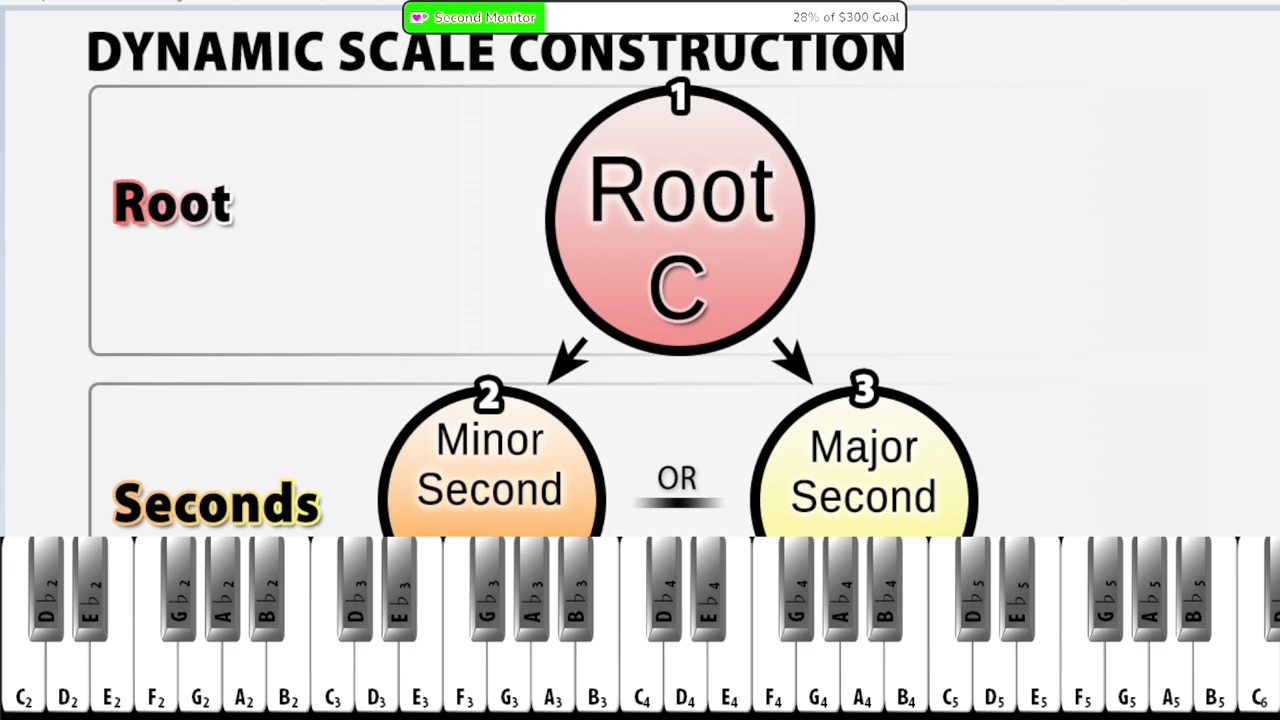 Second Monitor 28% of $300 Goal
DYNAMIC SCALE CONSTRUCTION
1
Root
Root
C
2
3
Minor
Second
OR
Major
Second
Seconds
D♭2 E♭2 G♭2 A♭2 B♭2 D♭3 E♭3 G♭3 A♭3 B♭3 D♭4 E♭4 G♭4 A♭4 B♭4 D♭5 E♭5 G♭5 A♭5 B♭5
C2 D2 E2 F2 G2 A2 B2 C3 D3 E3 F3 G3 A3 B3 C4 D4 E4 F4 G4 A4 B4 C5 D5 E5 F5 G5 A5 B5 C6